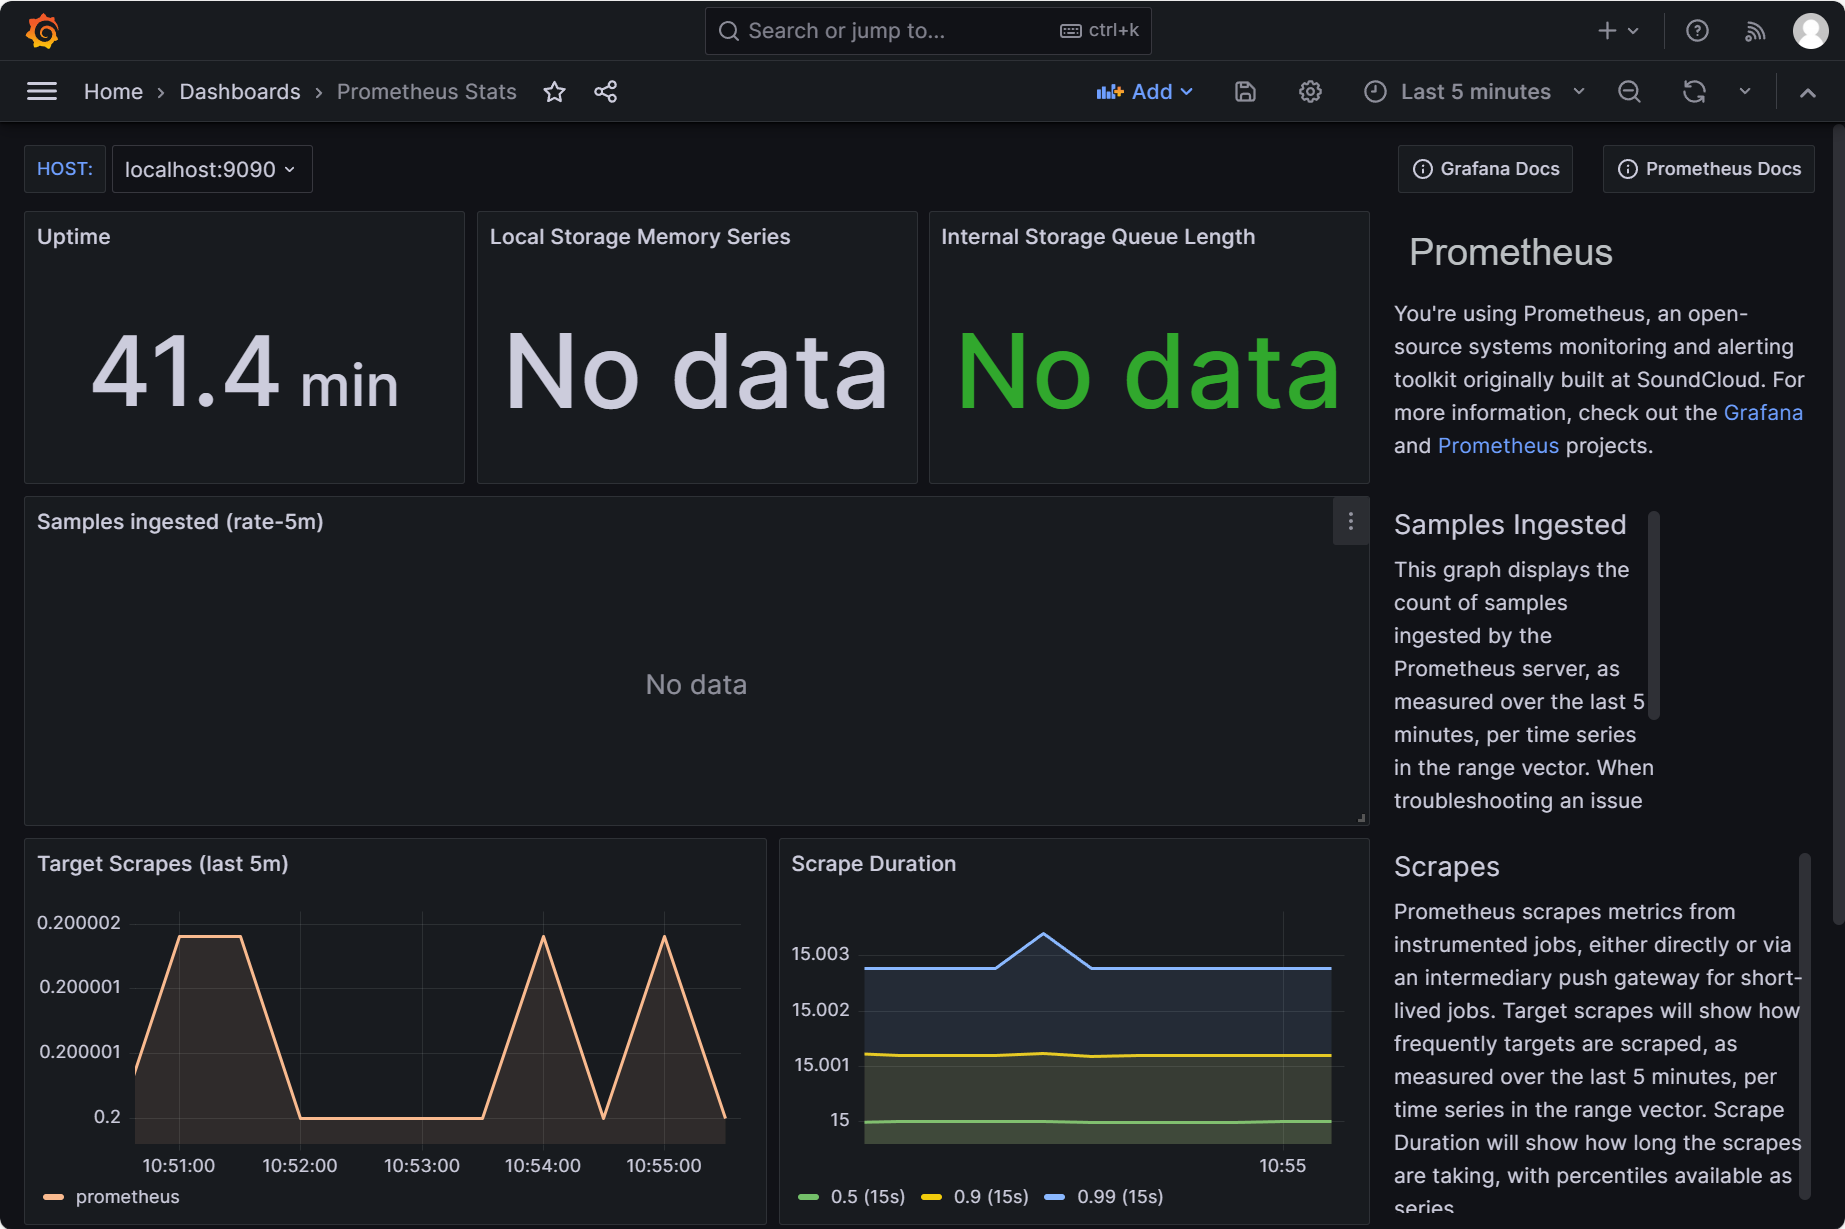 Search or jump to...
ctrl+k
Home
Dashboards
Prometheus Stats
Add
Last 5 minutes
HOST:
localhost:9090
Grafana Docs
Prometheus Docs
Uptime
41.4 min
Local Storage Memory Series
No data
Internal Storage Queue Length
No data
Prometheus
You're using Prometheus, an open-
source systems monitoring and alerting
toolkit originally built at SoundCloud. For
more information, check out the Grafana
and Prometheus projects.
Samples ingested (rate-5m)
No data
Samples Ingested
This graph displays the
count of samples
ingested by the
Prometheus server, as
measured over the last 5
minutes, per time series
in the range vector. When
troubleshooting an issue
Target Scrapes (last 5m)
0.200002
0.200001
0.200001
0.2
10:51:00
10:52:00
10:53:00
10:54:00
10:55:00
prometheus
Scrape Duration
15.003
15.002
15.001
15
10:55
0.5 (15s)
0.9 (15s)
0.99 (15s)
Scrapes
Prometheus scrapes metrics from
instrumented jobs, either directly or via
an intermediary push gateway for short-
lived jobs. Target scrapes will show how
frequently targets are scraped, as
measured over the last 5 minutes, per
time series in the range vector. Scrape
Duration will show how long the scrapes
are taking, with percentiles available as
series